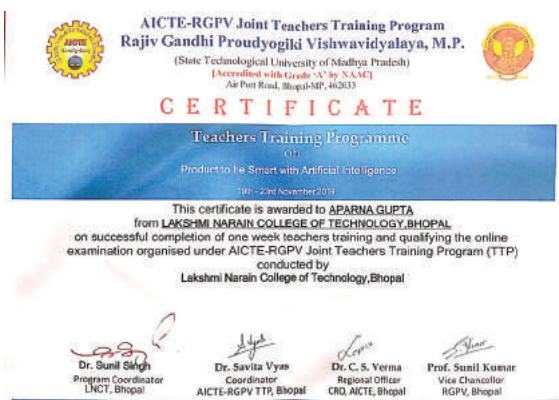 AICTE
AICTE-RGPV Joint Teachers Training Program
Rajiv Gandhi Proudyogiki Vishwavidyalaya, M.P.
(State Technological University of Madhya Pradesh)
[Accredited with Grade 'A' by NAAC]
Air Port Road, Bhopal-MP, 462033
CERTIFICATE
Teachers Training Programme
on
Product to be Smart with Artificial Intelligence
19th - 23rd November 2019
This certificate is awarded to APARNA GUPTA
from LAKSHMI NARAIN COLLEGE OF TECHNOLOGY,BHOPAL
on successful completion of one week teachers training and qualifying the online
examination organised under AICTE-RGPV Joint Teachers Training Program (TTP)
conducted by
Lakshmi Narain College of Technology,Bhopal
Dr. Sunil Singh
Program Coordinator
LNCT, Bhopal
Dr. Savita Vyas
Coordinator
AICTE-RGPV TTP, Bhopal
Dr. C. S. Verma
Regional Officer
CRO, AICTE, Bhopal
Prof. Sunil Kumar
Vice Chancellor
RGPV, Bhopal